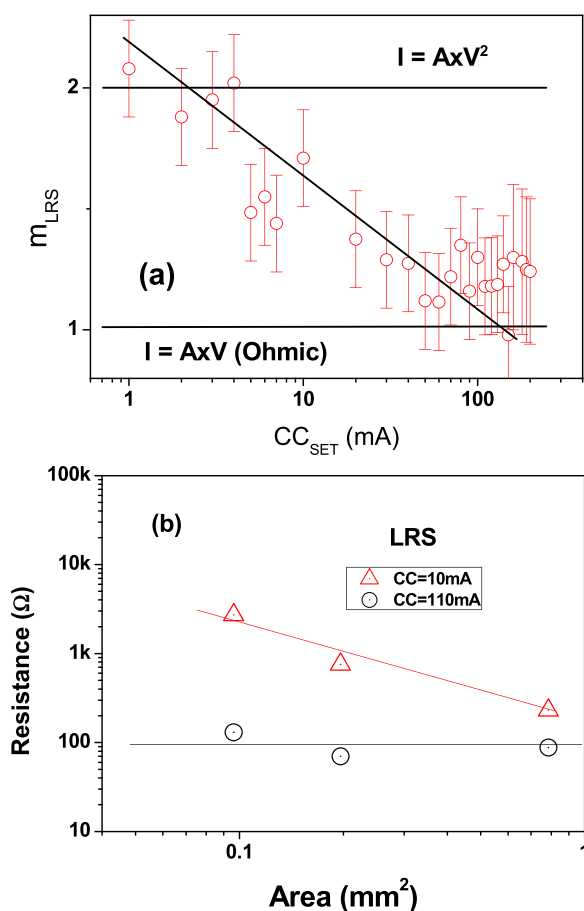 I = AxV²
2
m_LRS
(a)
1
I = AxV (Ohmic)
1
10
100
CC_SET (mA)
100k
(b)
LRS
CC=10mA
CC=110mA
10k
Resistance (Ω)
1k
100
10
0.1
1
Area (mm²)